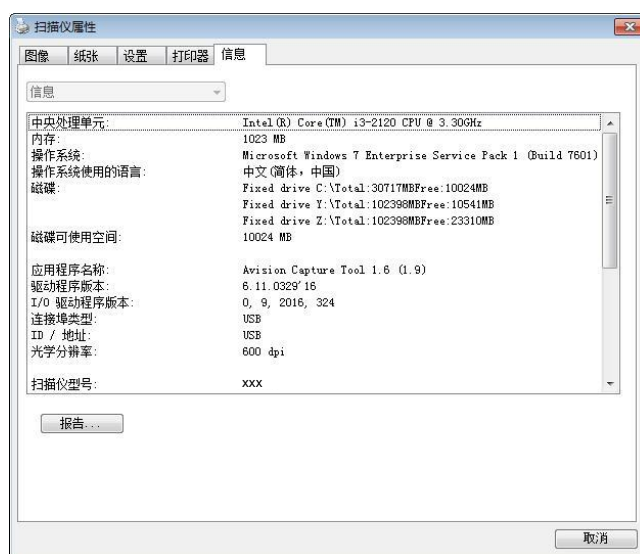 扫描仪属性
图像 纸张 设置 打印器 信息
信息
中央处理单元: Intel(R) Core(TM) i3-2120 CPU @ 3.30GHz
内存: 1023 MB
操作系统: Microsoft Windows 7 Enterprise Service Pack 1 (Build 7601)
操作系统使用的语言: 中文(简体，中国)
磁碟: Fixed drive C:\Total:30717MBFree:10024MB
Fixed drive Y:\Total:102398MBFree:10541MB
Fixed drive Z:\Total:102398MBFree:23310MB
磁碟可使用空间: 10024 MB
应用程序名称: Avision Capture Tool 1.6 (1.9)
驱动程序版本: 6.11.0329'16
I/O 驱动程序版本: 0, 9, 2016, 324
连接埠类型: USB
ID / 地址: USB
光学分辨率: 600 dpi
扫描仪型号: xxx
报告...
取消